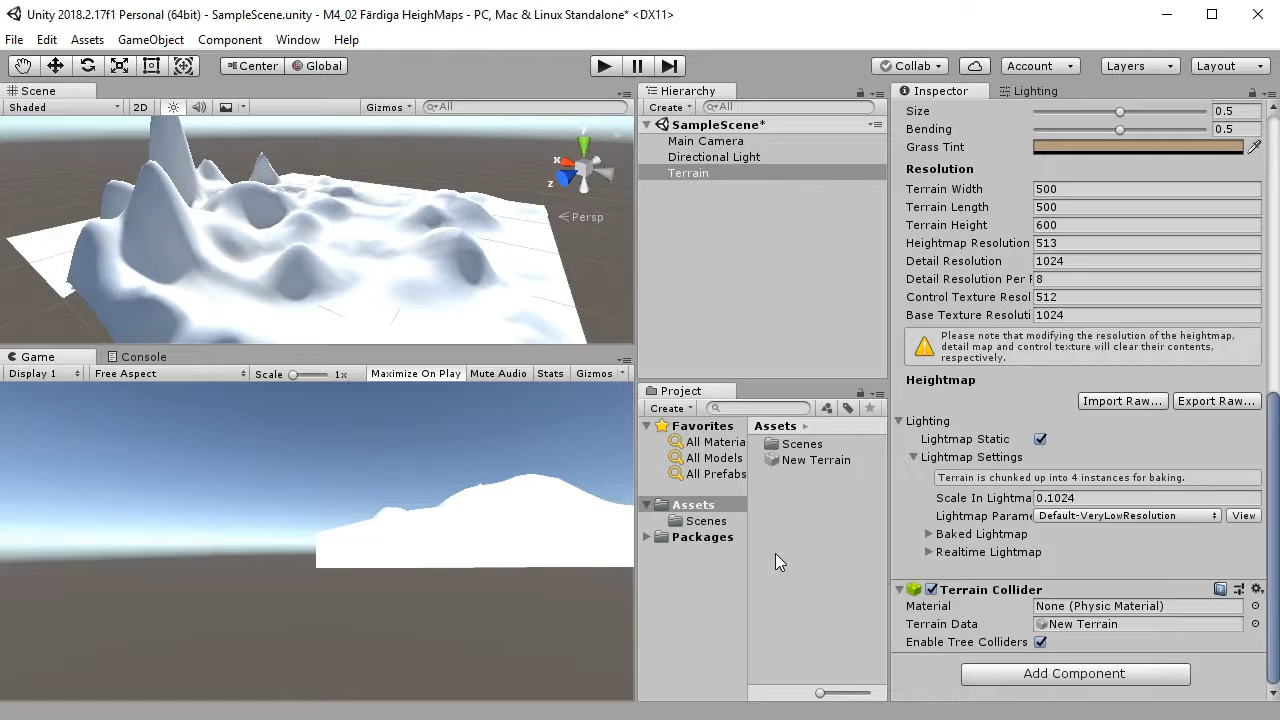 Unity 2018.2.17f1 Personal (64bit) - SampleScene.unity - M4_02 Färdiga HeighMaps - PC, Mac & Linux Standalone* <DX11>
File Edit Assets GameObject Component Window Help
Center Global Collab Account Layers Layout
Scene
Shaded 2D Gizmos All
y
x
z
Persp
Game Console
Display 1 Free Aspect Scale 1x Maximize On Play Mute Audio Stats Gizmos
Hierarchy
Create All
SampleScene*
Main Camera
Directional Light
Terrain
Project
Create
Favorites
All Materia
All Models
All Prefabs
Assets
Scenes
Packages
Assets
Scenes
New Terrain
Inspector Lighting
Size 0.5
Bending 0.5
Grass Tint
Resolution
Terrain Width 500
Terrain Length 500
Terrain Height 600
Heightmap Resolution 513
Detail Resolution 1024
Detail Resolution Per 8
Control Texture Resol 512
Base Texture Resoluti 1024
Please note that modifying the resolution of the heightmap,
detail map and control texture will clear their contents,
respectively.
Heightmap
Import Raw... Export Raw...
Lighting
Lightmap Static
Lightmap Settings
Terrain is chunked up into 4 instances for baking.
Scale In Lightma 0.1024
Lightmap Parame Default-VeryLowResolution View
Baked Lightmap
Realtime Lightmap
Terrain Collider
Material None (Physic Material)
Terrain Data New Terrain
Enable Tree Colliders
Add Component